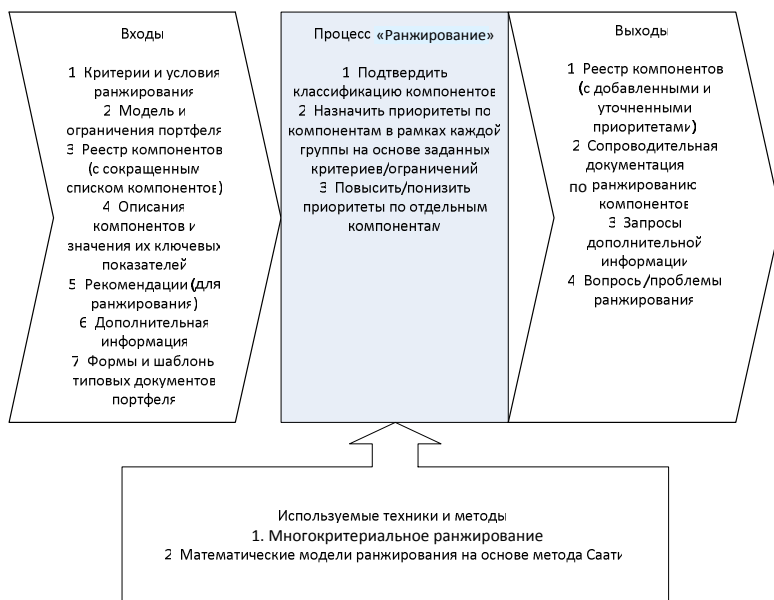 Входы
1 Критерии и условия
ранжирования
2 Модель и
ограничения портфеля
3 Реестр компонентов
(с сокращенным
списком компонентов)
4 Описания
компонентов и
значения их ключевых
показателей
5 Рекомендации (для
ранжирования)
6 Дополнительная
информация
7 Формы и шаблоны
типовых документов
портфеля
Процесс «Ранжирование»
1 Подтвердить
классификацию компонентов
2 Назначить приоритеты по
компонентам в рамках каждой
группы на основе заданных
критериев/ограничений
3 Повысить/понизить
приоритеты по отдельным
компонентам
Выходы
1 Реестр компонентов
(с добавленными и
уточненными
приоритетами)
2 Сопроводительная
документация
по ранжированию
компонентов
3 Запросы
дополнительной
информации
4 Вопросы/проблемы
ранжирования
Используемые техники и методы
1. Многокритериальное ранжирование
2 Математические модели ранжирования на основе метода Саати